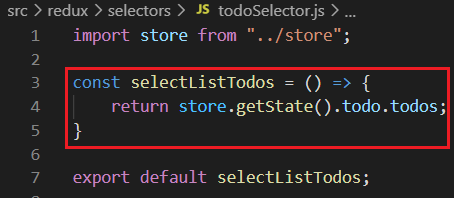 src > redux > selectors > JS todoSelector.js > ...
1 import store from "../store";
2
3 const selectListTodos = () => {
4 return store.getState().todo.todos;
5 }
6
7 export default selectListTodos;